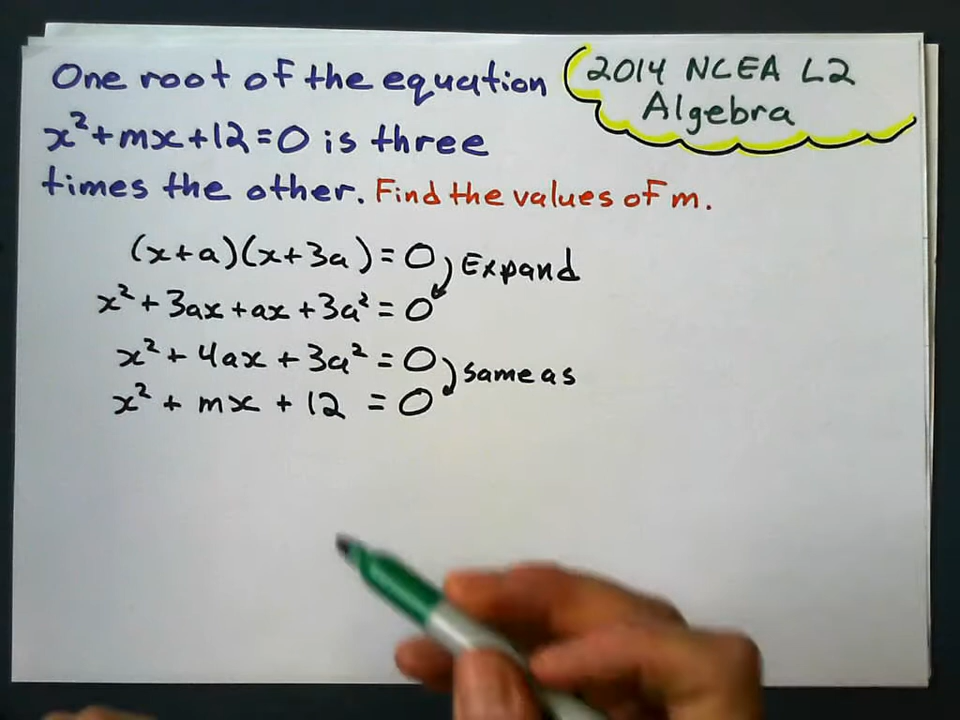 One root of the equation
x²+mx+12=0 is three
times the other. Find the values of m.
2014 NCEA L2
Algebra
(x+a)(x+3a)=0
Expand
x²+3ax+ax+3a²=0
x²+4ax+3a²=0
same as
x²+mx+12=0